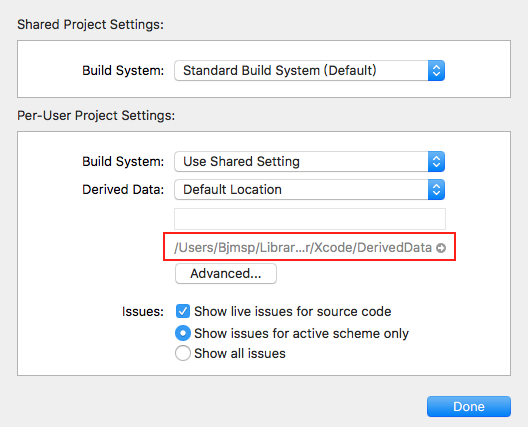 Shared Project Settings:
Build System: Standard Build System (Default)
Per-User Project Settings:
Build System: Use Shared Setting
Derived Data: Default Location
/Users/Bjmsp/Librar...r/Xcode/DerivedData
Advanced...
Issues: Show live issues for source code
Show issues for active scheme only
Show all issues
Done